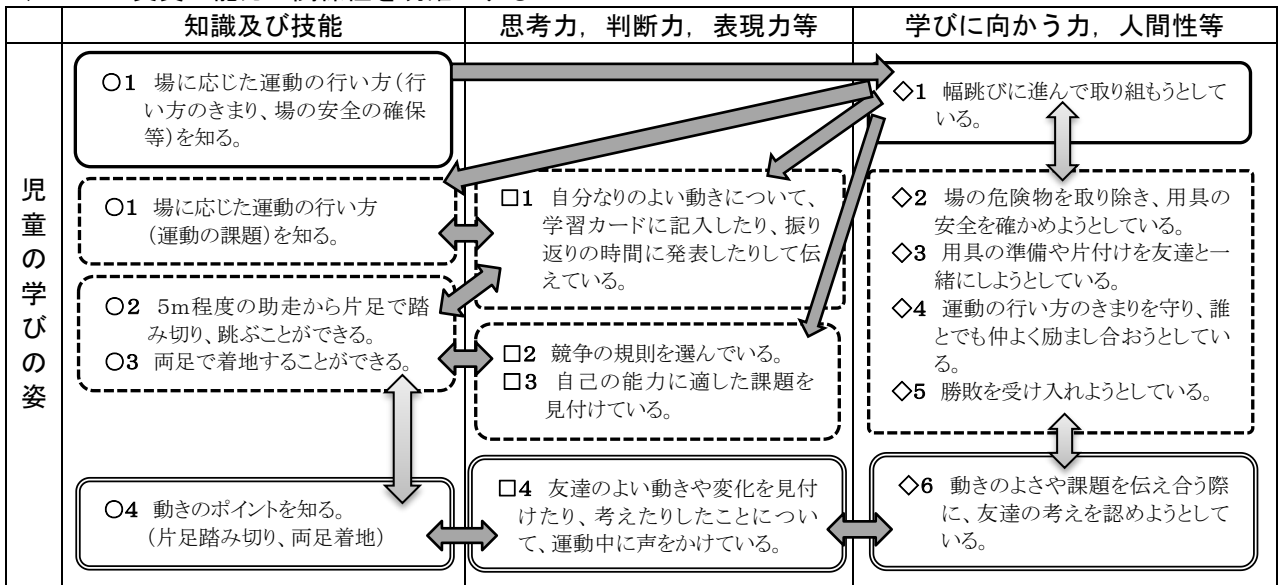 知識及び技能
思考力，判断力，表現力等
学びに向かう力，人間性等
児童の学びの姿
○1 場に応じた運動の行い方（行
い方のきまり、場の安全の確保
等）を知る。
○1 場に応じた運動の行い方
（運動の課題）を知る。
○2 5m程度の助走から片足で踏
み切り、跳ぶことができる。
○3 両足で着地することができる。
○4 動きのポイントを知る。
（片足踏み切り、両足着地）
□1 自分なりのよい動きについて、
学習カードに記入したり、振り
返りの時間に発表したりして伝
えている。
□2 競争の規則を選んでいる。
□3 自己の能力に適した課題を
見付けている。
□4 友達のよい動きや変化を見付
けたり、考えたりしたことについ
て、運動中に声をかけている。
◇1 幅跳びに進んで取り組もうとして
いる。
◇2 場の危険物を取り除き、用具の
安全を確かめようとしている。
◇3 用具の準備や片付けを友達と一
緒にしようとしている。
◇4 運動の行い方のきまりを守り、誰
とでも仲よく励まし合おうとしてい
る。
◇5 勝敗を受け入れようとしている。
◇6 動きのよさや課題を伝え合う際
に、友達の考えを認めようとして
いる。